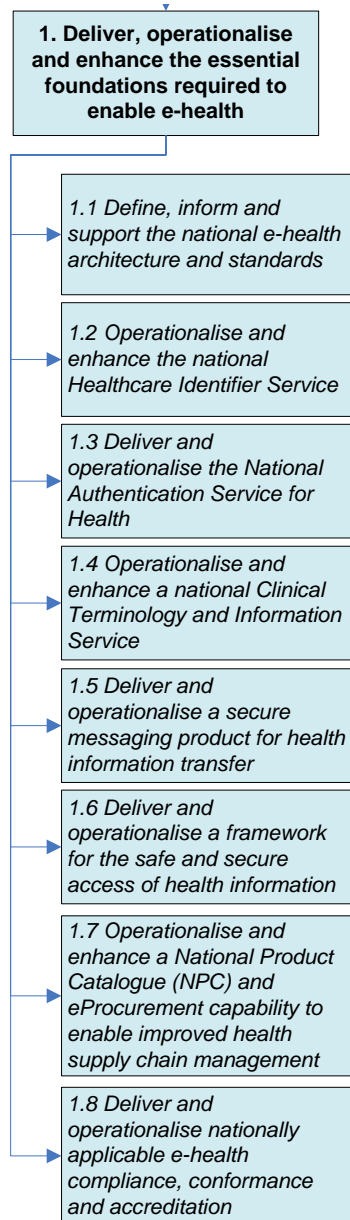 1. Deliver, operationalise
and enhance the essential
foundations required to
enable e-health
1.1 Define, inform and
support the national e-health
architecture and standards
1.2 Operationalise and
enhance the national
Healthcare Identifier Service
1.3 Deliver and
operationalise the National
Authentication Service for
Health
1.4 Operationalise and
enhance a national Clinical
Terminology and Information
Service
1.5 Deliver and
operationalise a secure
messaging product for health
information transfer
1.6 Deliver and
operationalise a framework
for the safe and secure
access of health information
1.7 Operationalise and
enhance a National Product
Catalogue (NPC) and
eProcurement capability to
enable improved health
supply chain management
1.8 Deliver and
operationalise nationally
applicable e-health
compliance, conformance
and accreditation